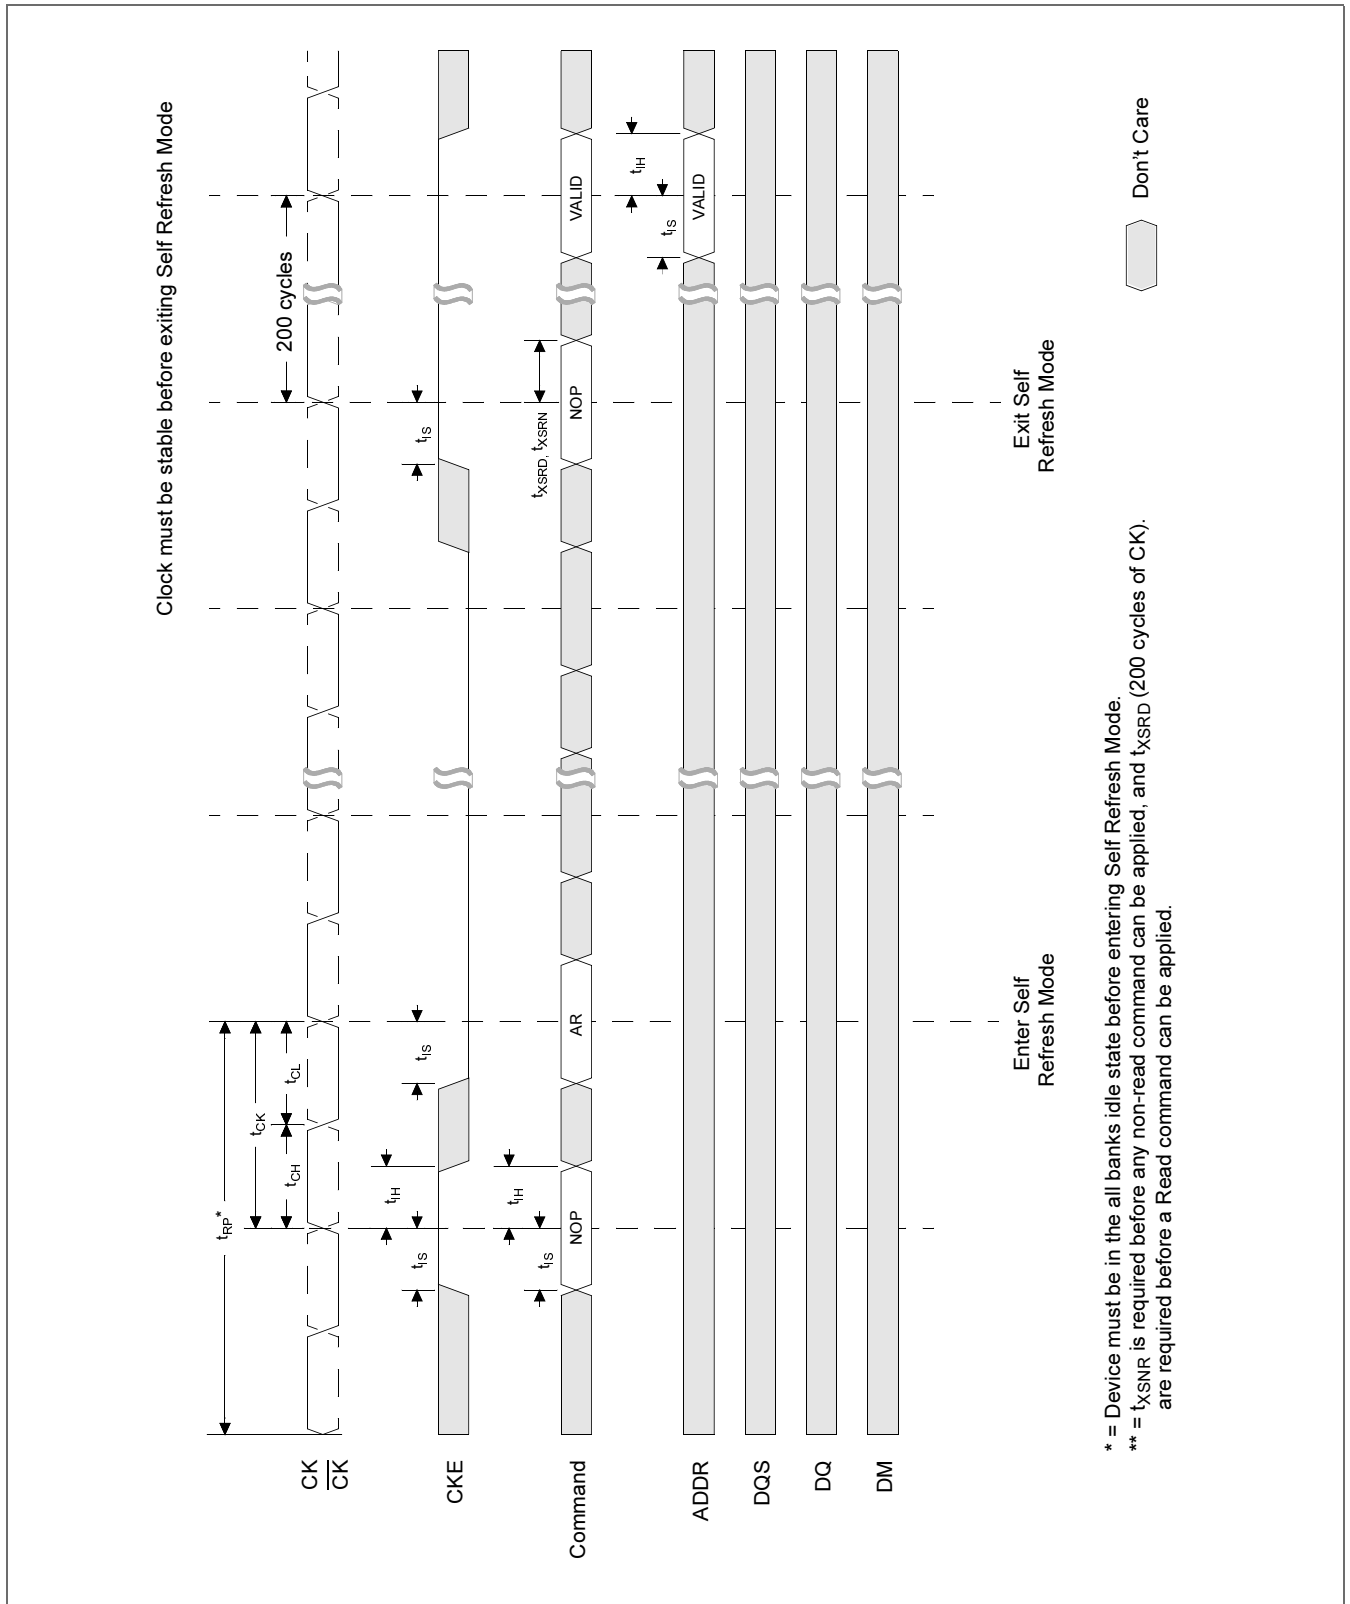 Clock must be stable before exiting Self Refresh Mode
tRP*
tCK
tCH
tCL
200 cycles
CK
CK
tIS
tIH
tIS
tIS
CKE
tIS
tIH
tXSRD, tXSRN
Command
NOP
AR
NOP
VALID
tIS
tIH
ADDR
VALID
DQS
DQ
DM
Enter Self
Refresh Mode
Exit Self
Refresh Mode
* = Device must be in the all banks idle state before entering Self Refresh Mode.
** = tXSNR is required before any non-read command can be applied, and tXSRD (200 cycles of CK).
are required before a Read command can be applied.
Don't Care